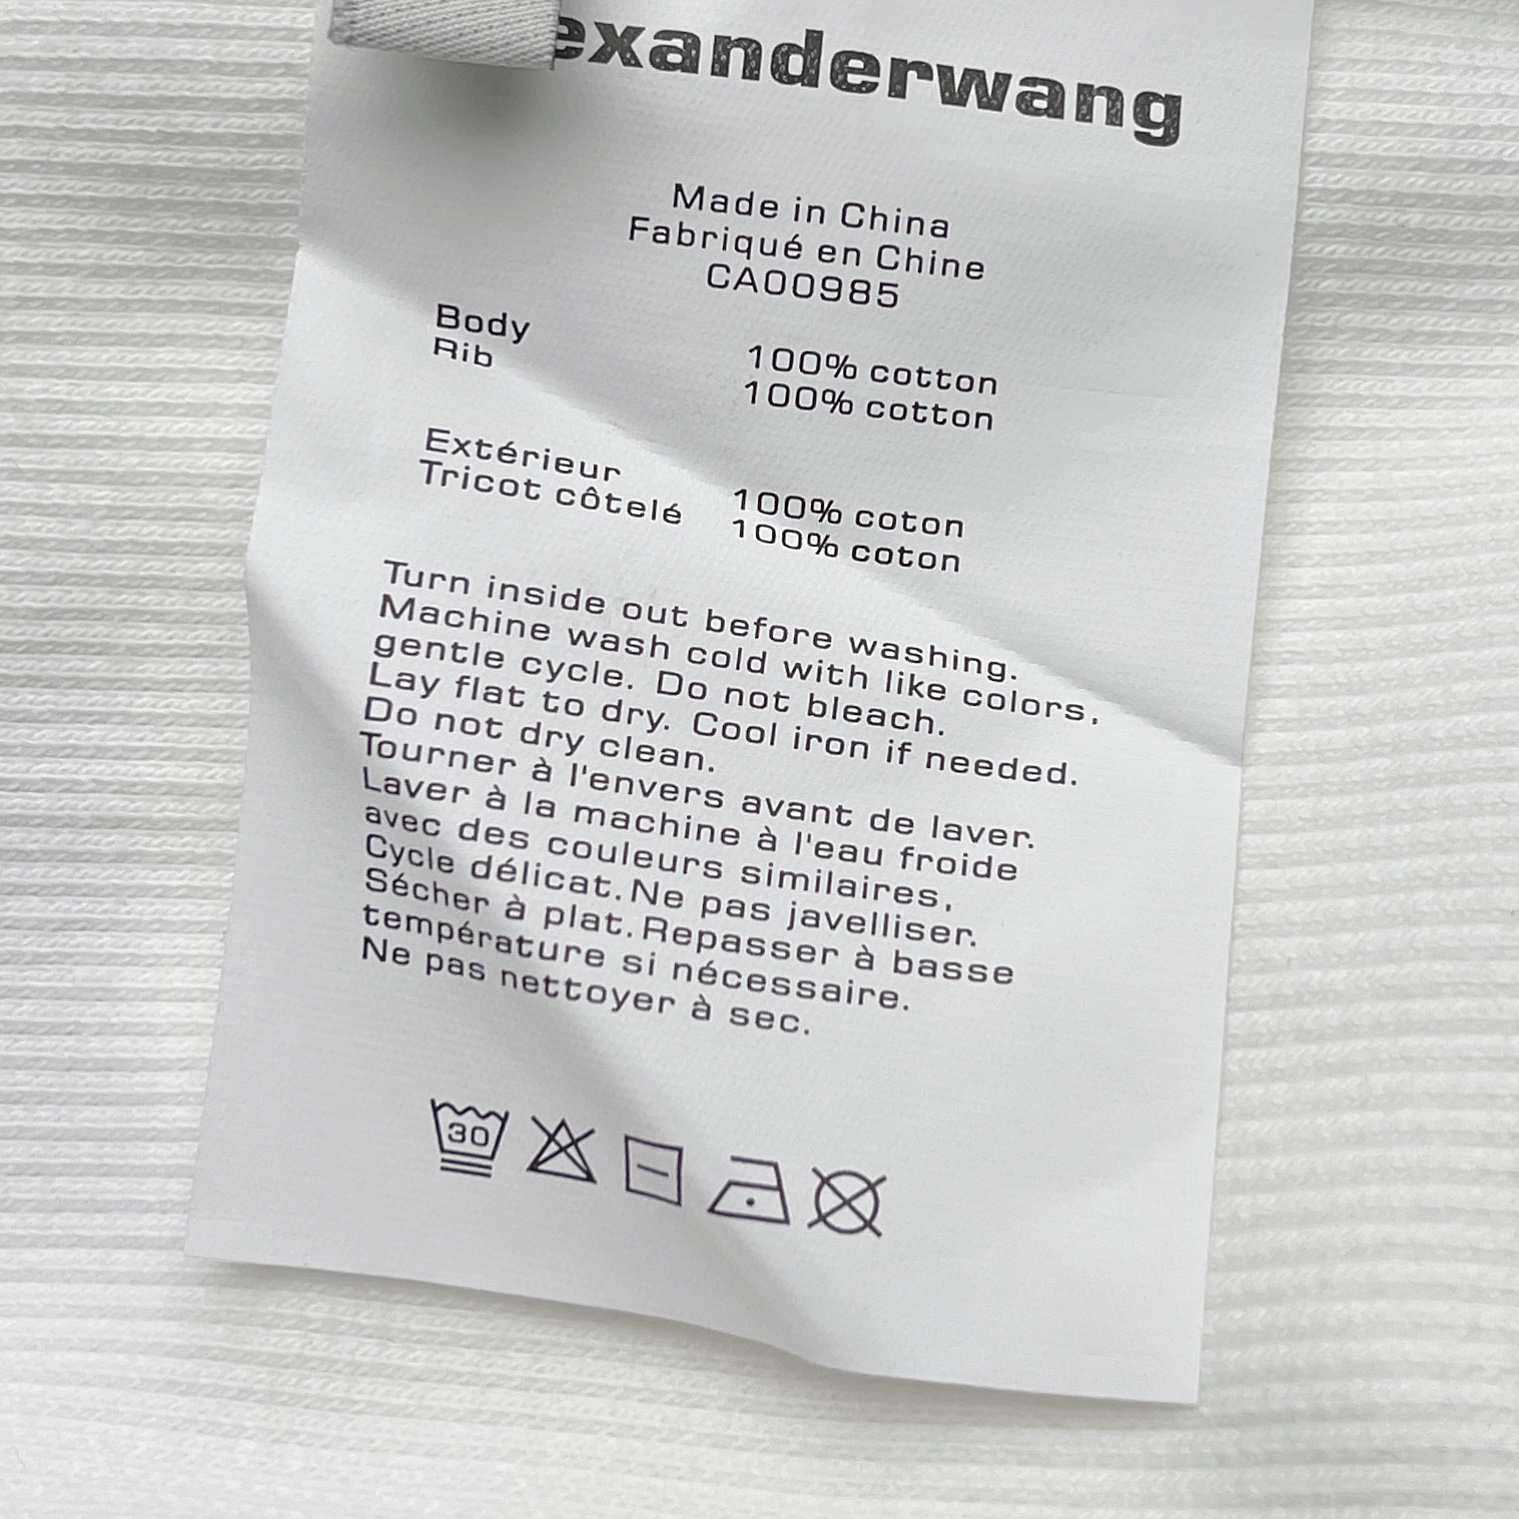 exanderwang
Made in China
Fabriqué en Chine
CA00985
Body 100% cotton
Rib 100% cotton
Extérieur 100% coton
Tricot côtelé 100% coton
Turn inside out before washing.
Machine wash cold with like colors,
gentle cycle. Do not bleach.
Lay flat to dry. Cool iron if needed.
Do not dry clean.
Tourner à l'envers avant de laver.
Laver à la machine à l'eau froide
avec des couleurs similaires,
Cycle délicat. Ne pas javelliser.
Sécher à plat. Repasser à basse
température si nécessaire.
Ne pas nettoyer à sec.
30